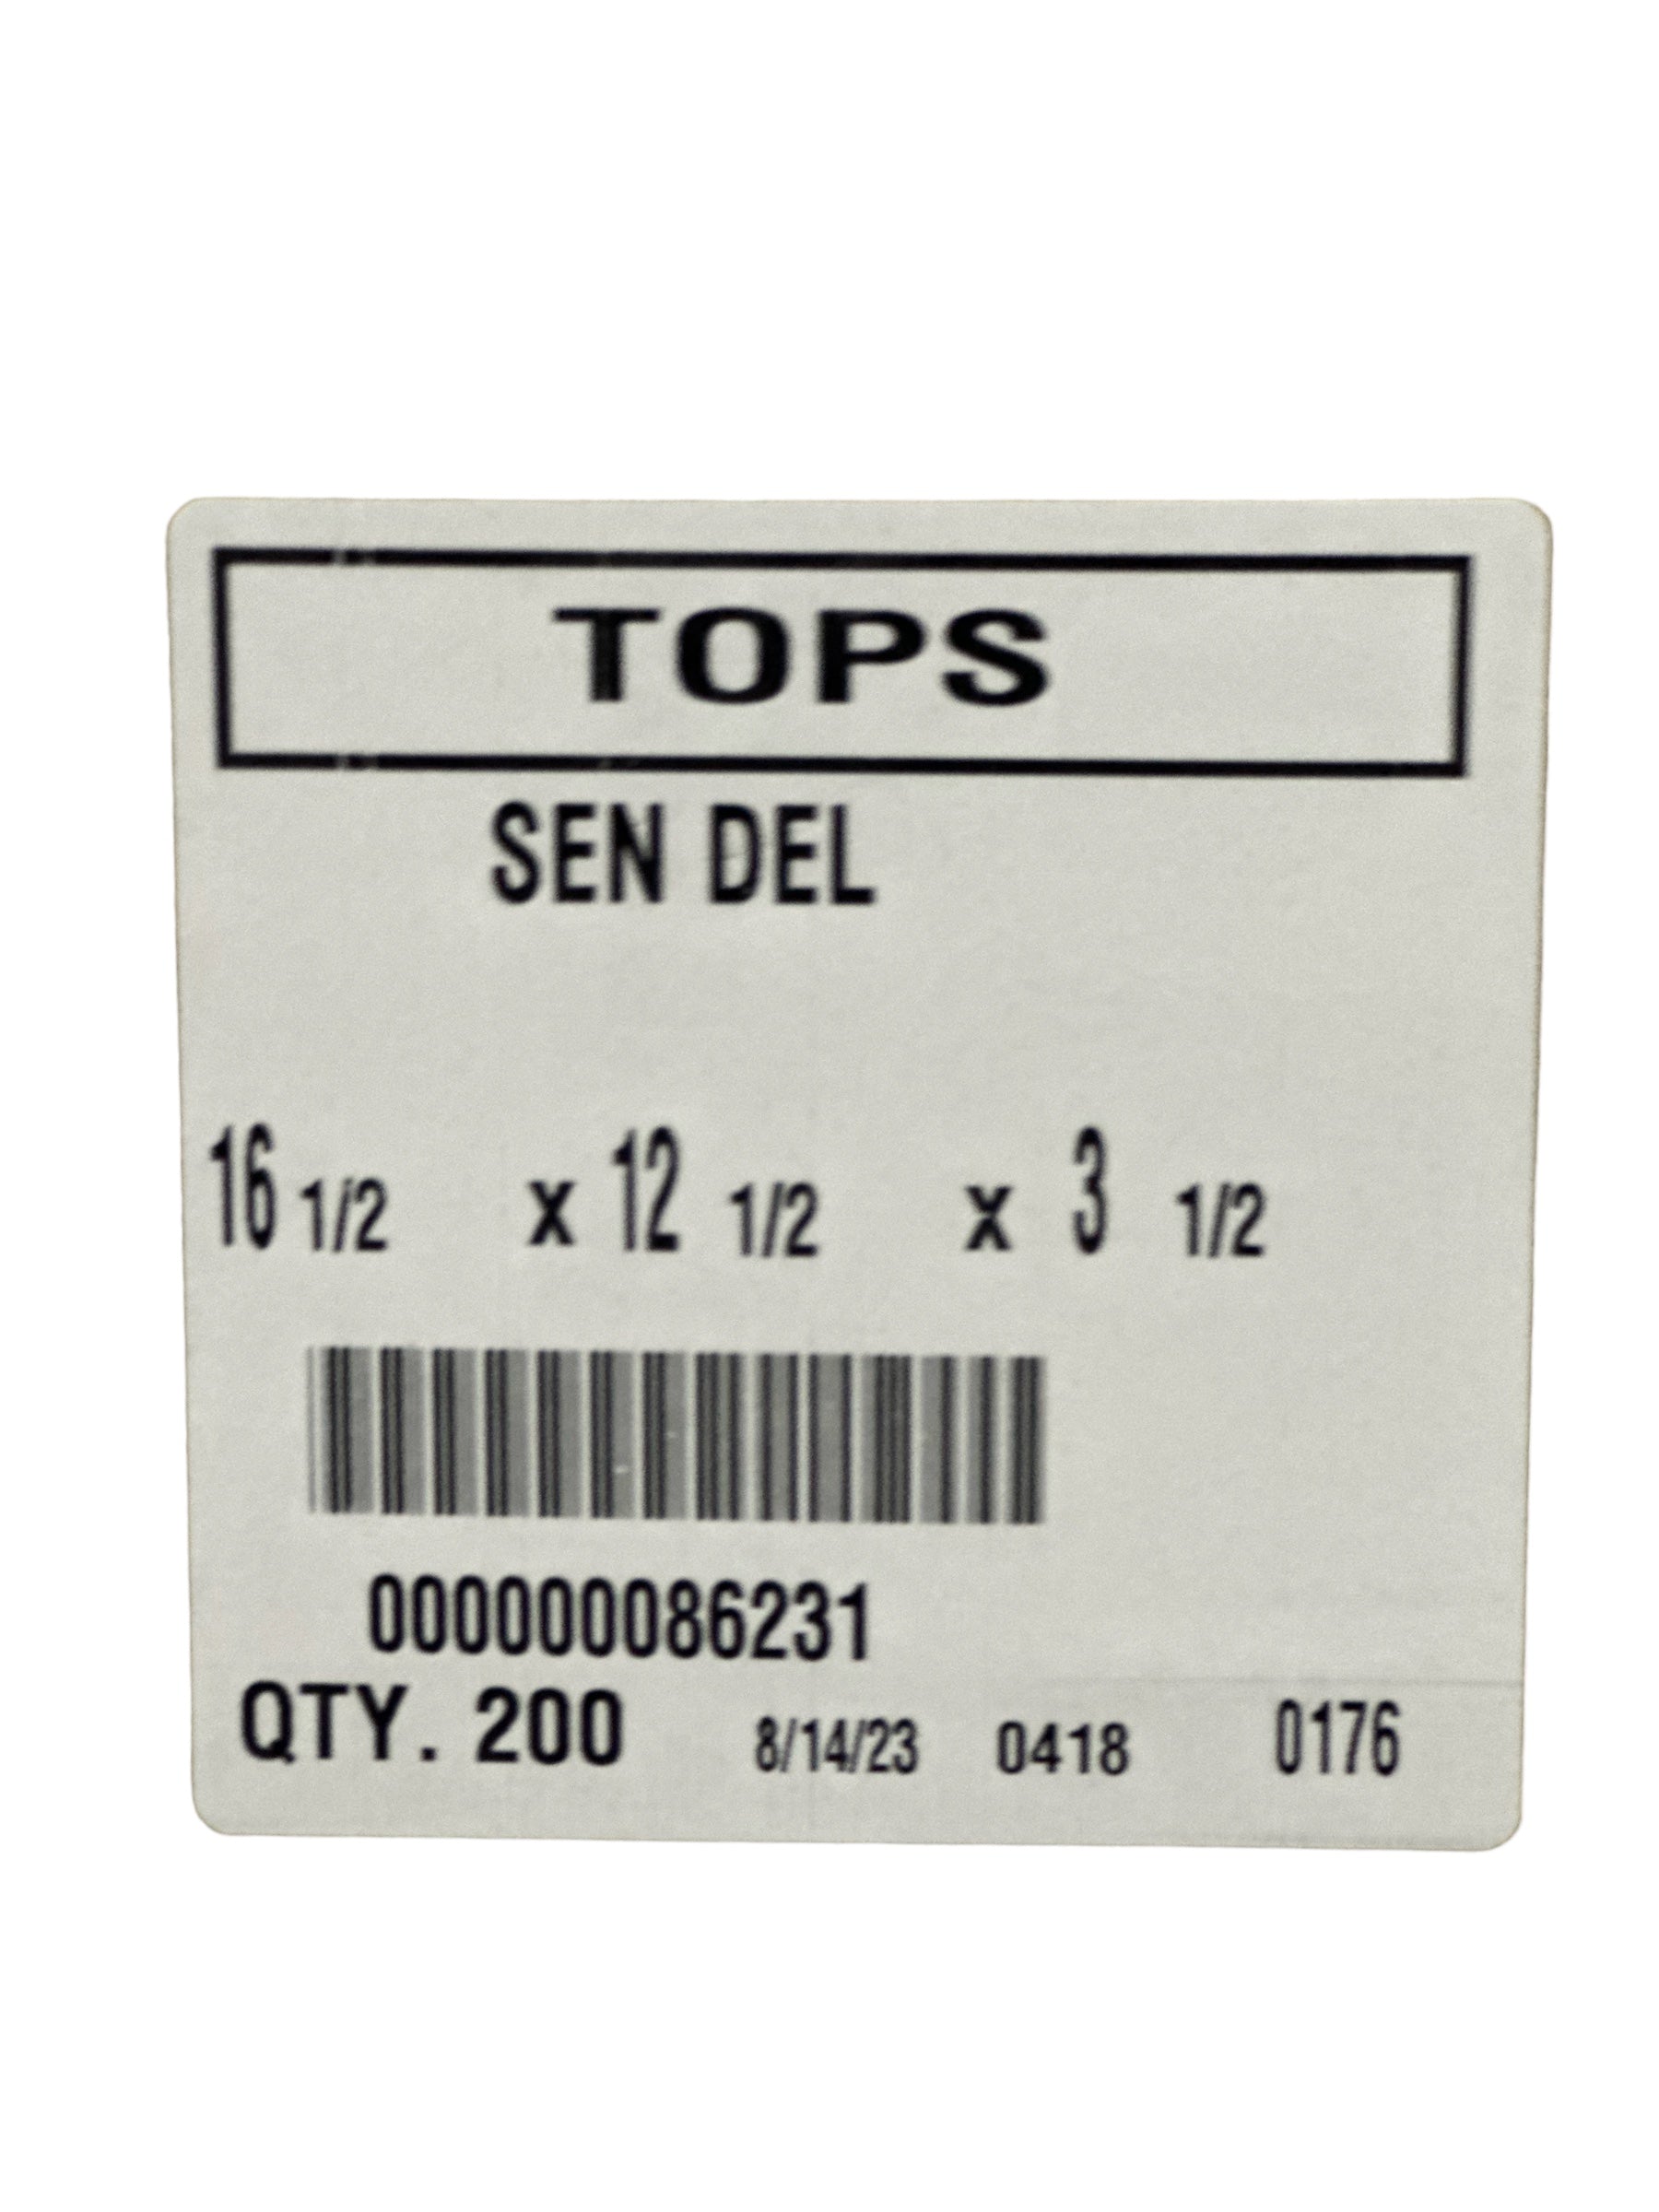 TOPS
SEN DEL
16 1/2 x 12 1/2 x 3 1/2
000000086231
QTY. 200 8/14/23 0418 0176